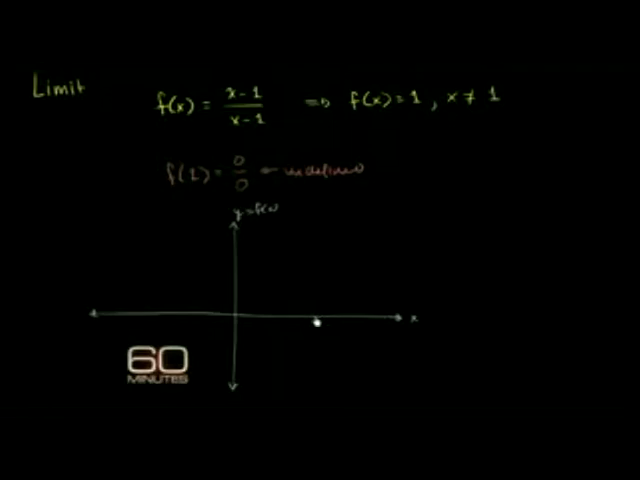 Limit
f(x) = x-1 / x-1 ⇒ f(x) = 1, x ≠ 1
f(1) = 0/0 ← undefined
y = f(x)
x
60
MINUTES